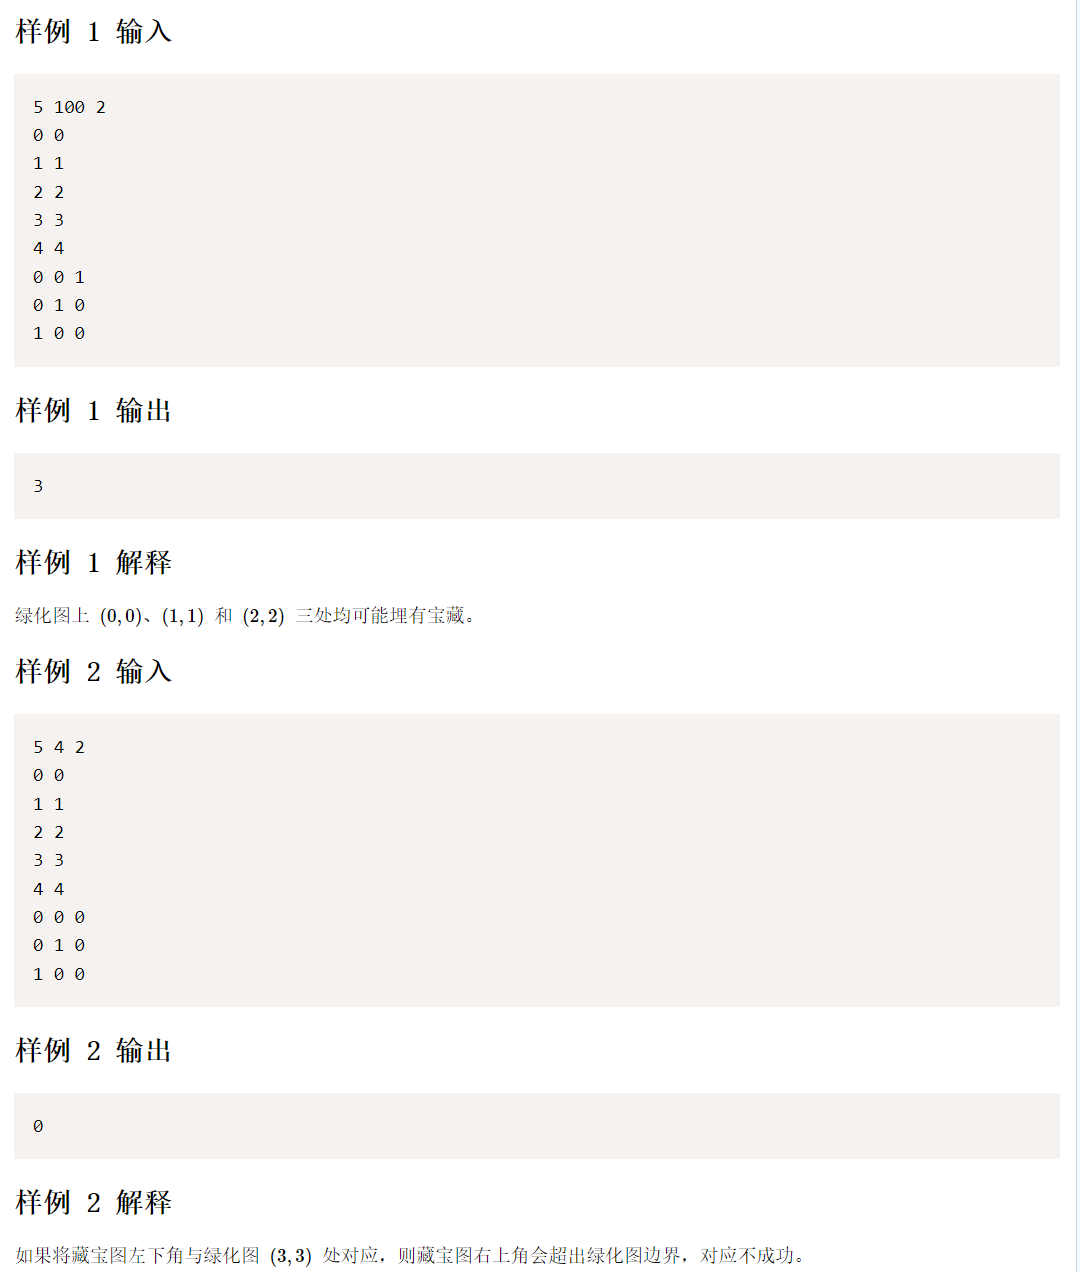 样例 1 输入
5 100 2
0 0
1 1
2 2
3 3
4 4
0 0 1
0 1 0
1 0 0
样例 1 输出
3
样例 1 解释
绿化图上 (0,0)、(1,1) 和 (2,2) 三处均可能埋有宝藏。
样例 2 输入
5 4 2
0 0
1 1
2 2
3 3
4 4
0 0 0
0 1 0
1 0 0
样例 2 输出
0
样例 2 解释
如果将藏宝图左下角与绿化图 (3,3) 处对应，则藏宝图右上角会超出绿化图边界，对应不成功。